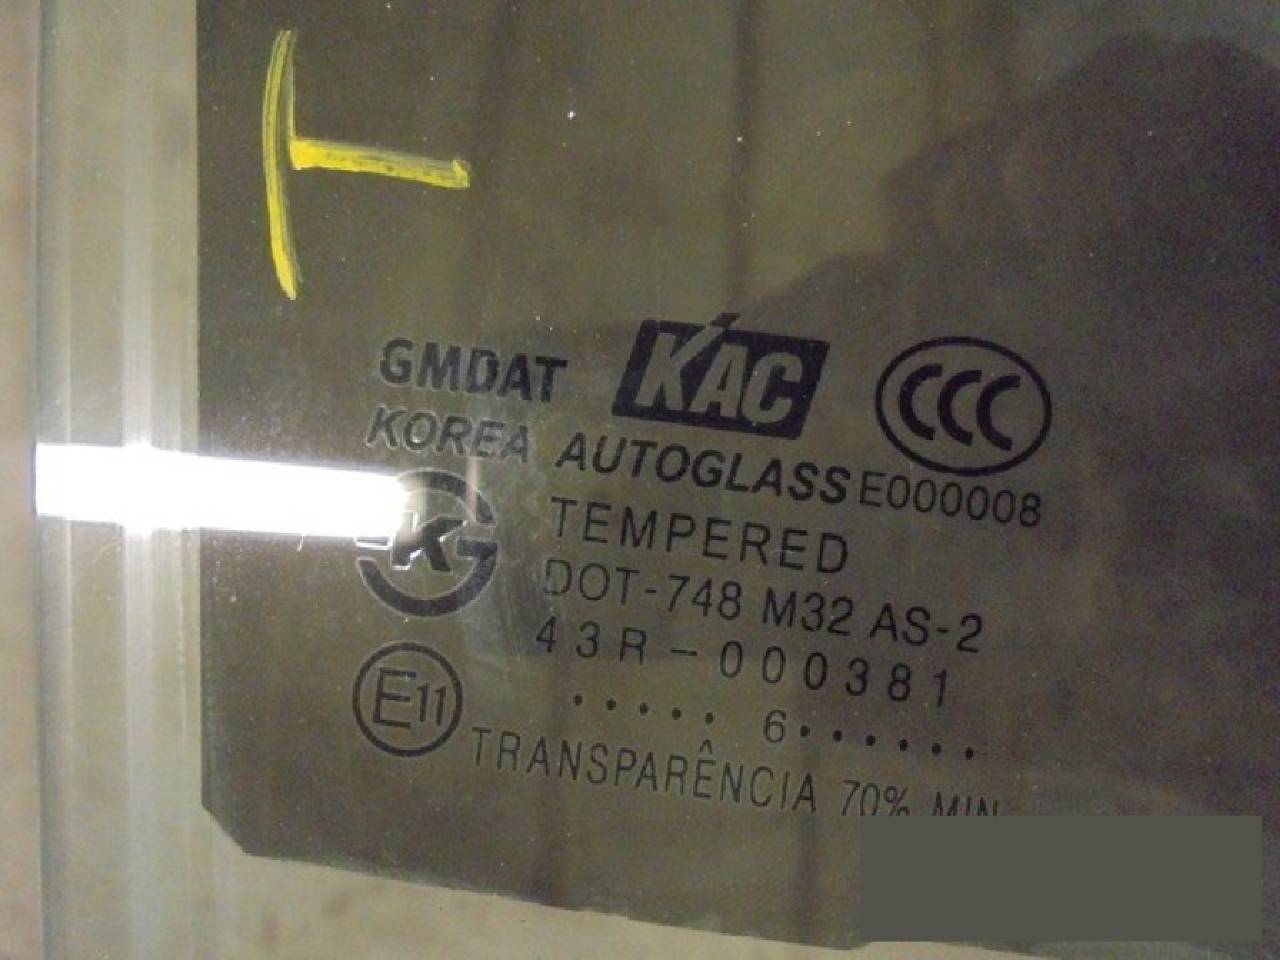 GMDAT KAC CCC
KOREA AUTOGLASS E000008
K TEMPERED
DOT-748 M32 AS-2
43R-000381
E11 ..... 6......
TRANSPARÊNCIA 70% MIN